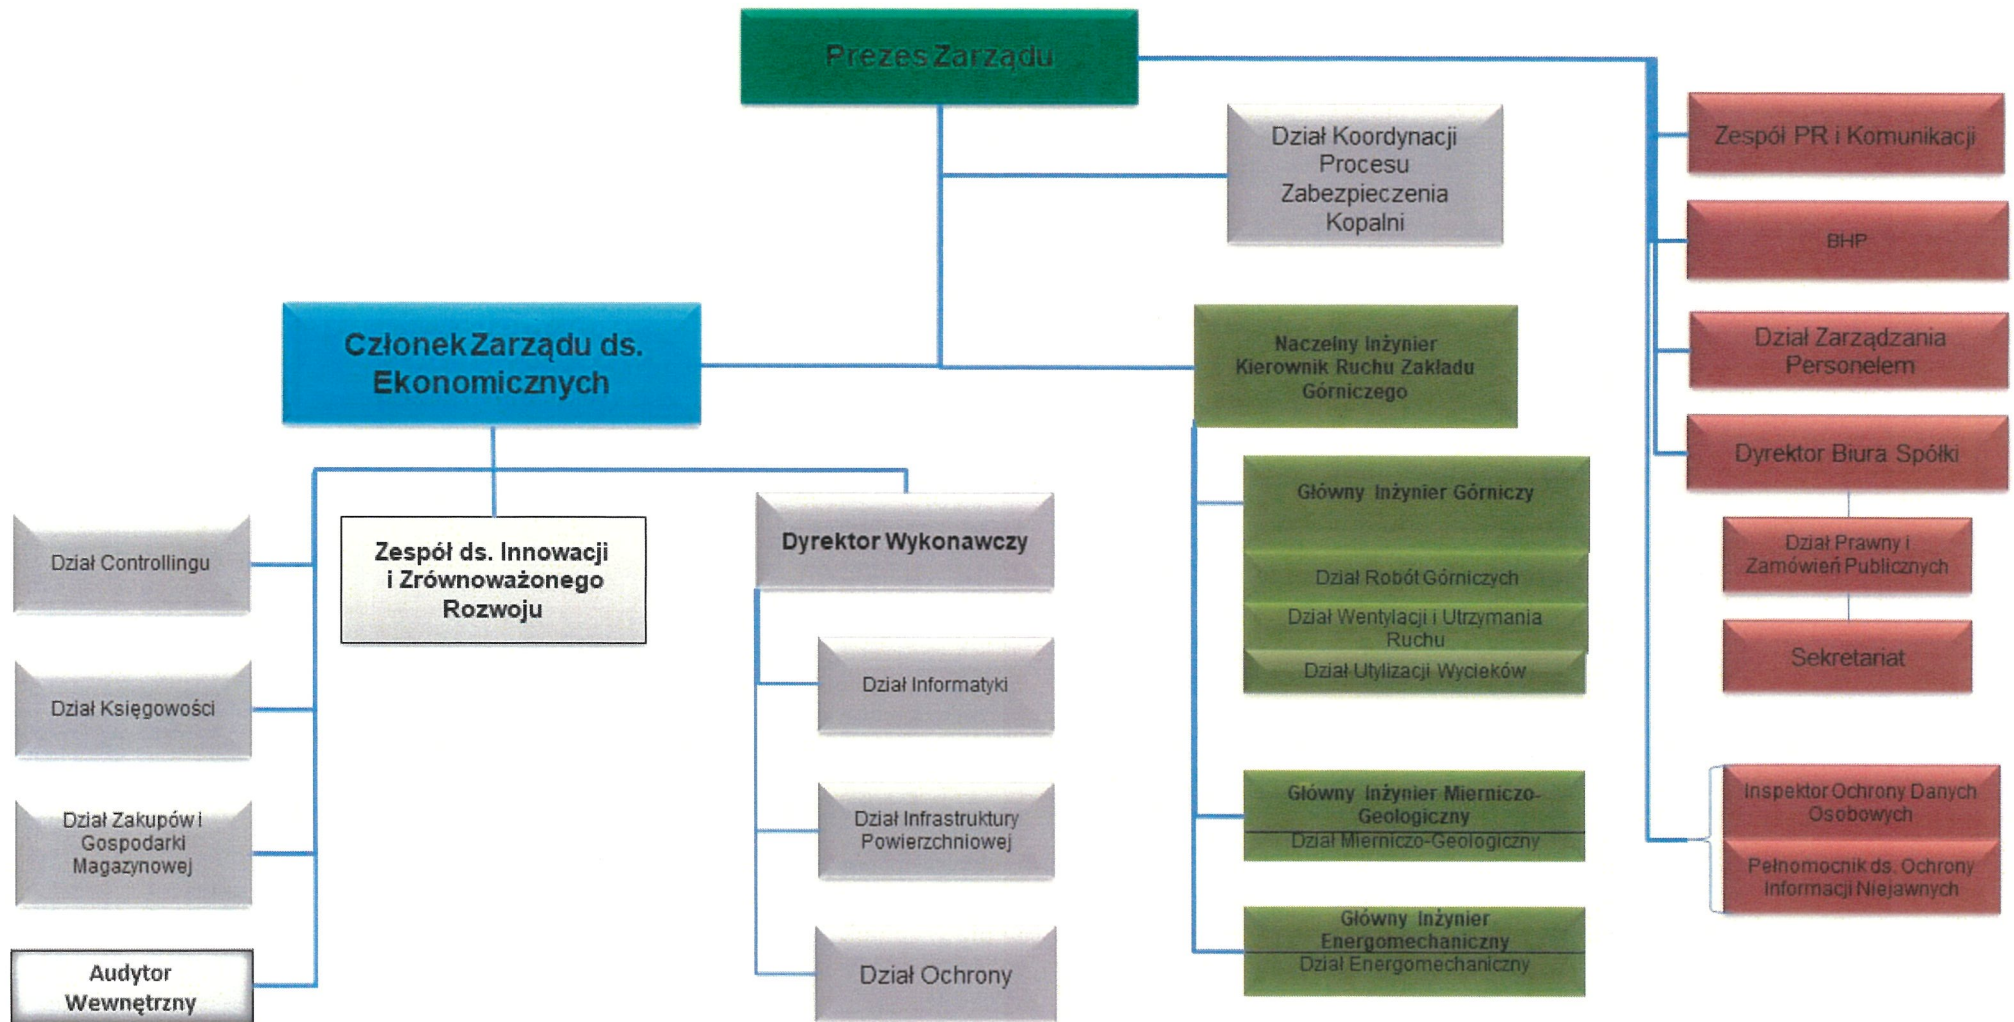 Prezes Zarządu
Dział Koordynacji
Procesu
Zabezpieczenia
Kopalni
Zespół PR i Komunikacji
BHP
Dział Zarządzania
Personelem
Dyrektor Biura Spółki
Dział Prawny i
Zamówień Publicznych
Sekretariat
Inspektor Ochrony Danych
Osobowych
Pełnomocnik ds. Ochrony
Informacji Niejawnych
Członek Zarządu ds.
Ekonomicznych
Naczelny Inżynier
Kierownik Ruchu Zakładu
Górniczego
Główny Inżynier Górniczy
Dział Robót Górniczych
Dział Wentylacji i Utrzymania
Ruchu
Dział Utylizacji Wycieków
Główny Inżynier Mierniczo-
Geologiczny
Dział Mierniczo-Geologiczny
Główny Inżynier
Energomechaniczny
Dział Energomechaniczny
Dział Controllingu
Dział Księgowości
Dział Zakupów i
Gospodarki
Magazynowej
Audytor
Wewnętrzny
Zespół ds. Innowacji
i Zrównoważonego
Rozwoju
Dyrektor Wykonawczy
Dział Informatyki
Dział Infrastruktury
Powierzchniowej
Dział Ochrony